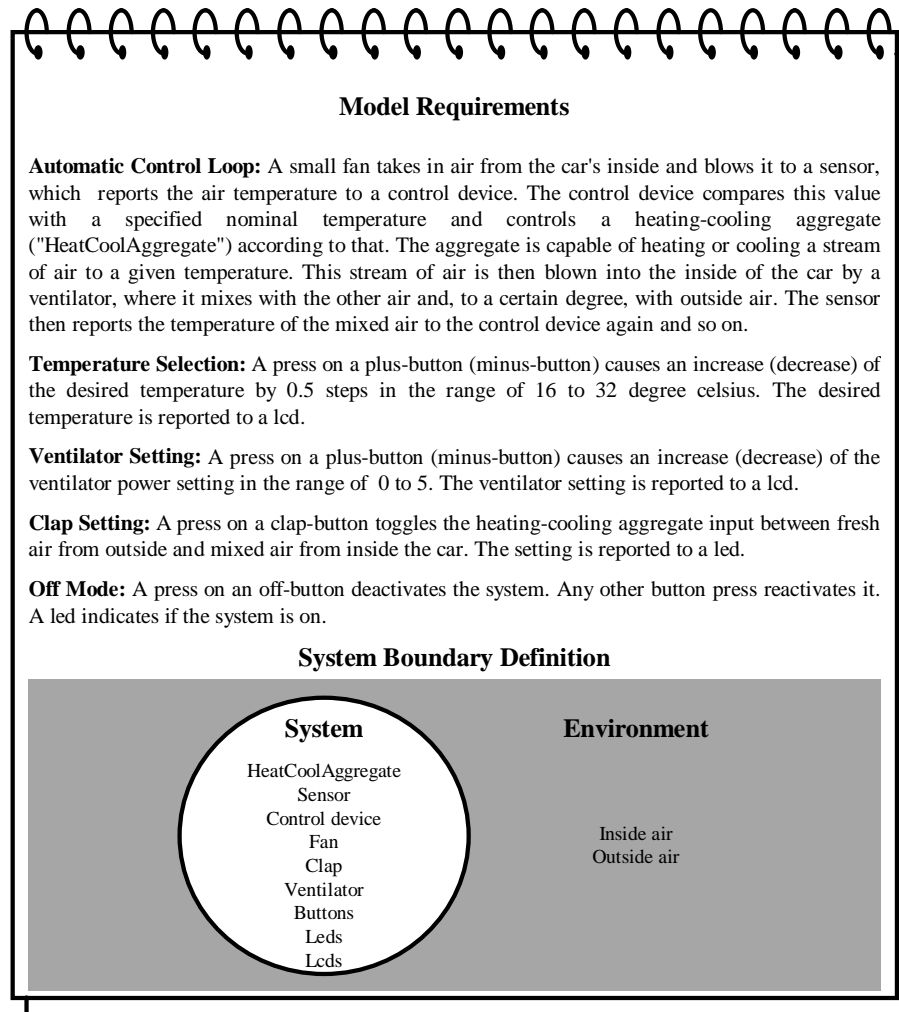 Model Requirements
Automatic Control Loop: A small fan takes in air from the car's inside and blows it to a sensor,
which reports the air temperature to a control device. The control device compares this value
with a specified nominal temperature and controls a heating-cooling aggregate
("HeatCoolAggregate") according to that. The aggregate is capable of heating or cooling a stream
of air to a given temperature. This stream of air is then blown into the inside of the car by a
ventilator, where it mixes with the other air and, to a certain degree, with outside air. The sensor
then reports the temperature of the mixed air to the control device again and so on.
Temperature Selection: A press on a plus-button (minus-button) causes an increase (decrease) of
the desired temperature by 0.5 steps in the range of 16 to 32 degree celsius. The desired
temperature is reported to a lcd.
Ventilator Setting: A press on a plus-button (minus-button) causes an increase (decrease) of the
ventilator power setting in the range of 0 to 5. The ventilator setting is reported to a lcd.
Clap Setting: A press on a clap-button toggles the heating-cooling aggregate input between fresh
air from outside and mixed air from inside the car. The setting is reported to a led.
Off Mode: A press on an off-button deactivates the system. Any other button press reactivates it.
A led indicates if the system is on.
System Boundary Definition
System
HeatCoolAggregate
Sensor
Control device
Fan
Clap
Ventilator
Buttons
Leds
Lcds
Environment
Inside air
Outside air